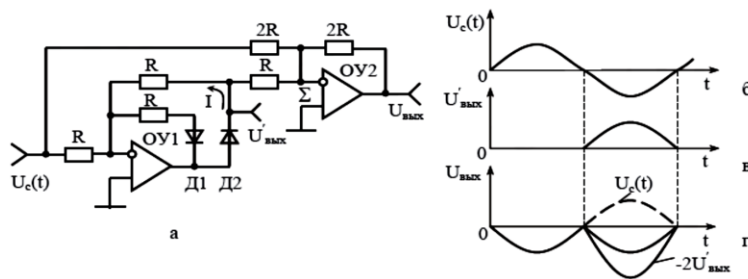 2R 2R
R R
R
I
Σ
ОУ2
ОУ1
R
U'вых
Uвых
Uc(t)
Д1 Д2
а
Uc(t)
0
t
б
U'вых
0
t
в
Uвых
Uc(t)
0
t
г
-2U'вых